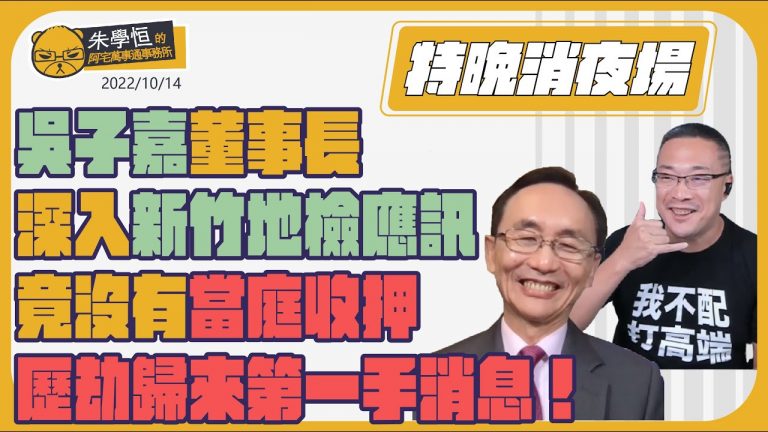 朱學恒的
阿宅萬事通事務所
2022/10/14
特晚消夜場
吳子嘉董事長
深入新竹地檢應訊
竟沒有當庭收押
歷劫歸來第一手消息！
我不配
打高端